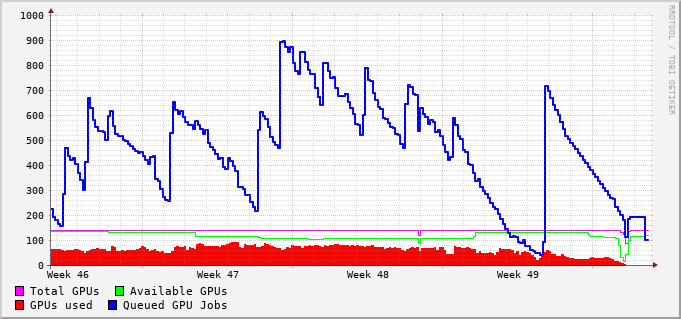 1000
900
800
700
600
500
400
300
200
100
0
Week 46 Week 47 Week 48 Week 49
Total GPUs Available GPUs
GPUs used Queued GPU Jobs
RRDTOOL / TOBI OETIKER